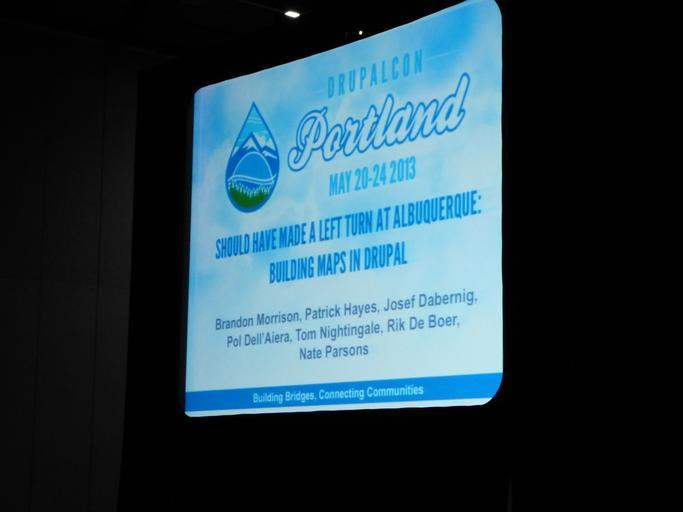 DRUPALCON
Portland
MAY 20-24 2013
SHOULD HAVE MADE A LEFT TURN AT ALBUQUERQUE:
BUILDING MAPS IN DRUPAL
Brandon Morrison, Patrick Hayes, Josef Dabernig,
Pol Dell'Aiera, Tom Nightingale, Rik De Boer,
Nate Parsons
Building Bridges, Connecting Communities